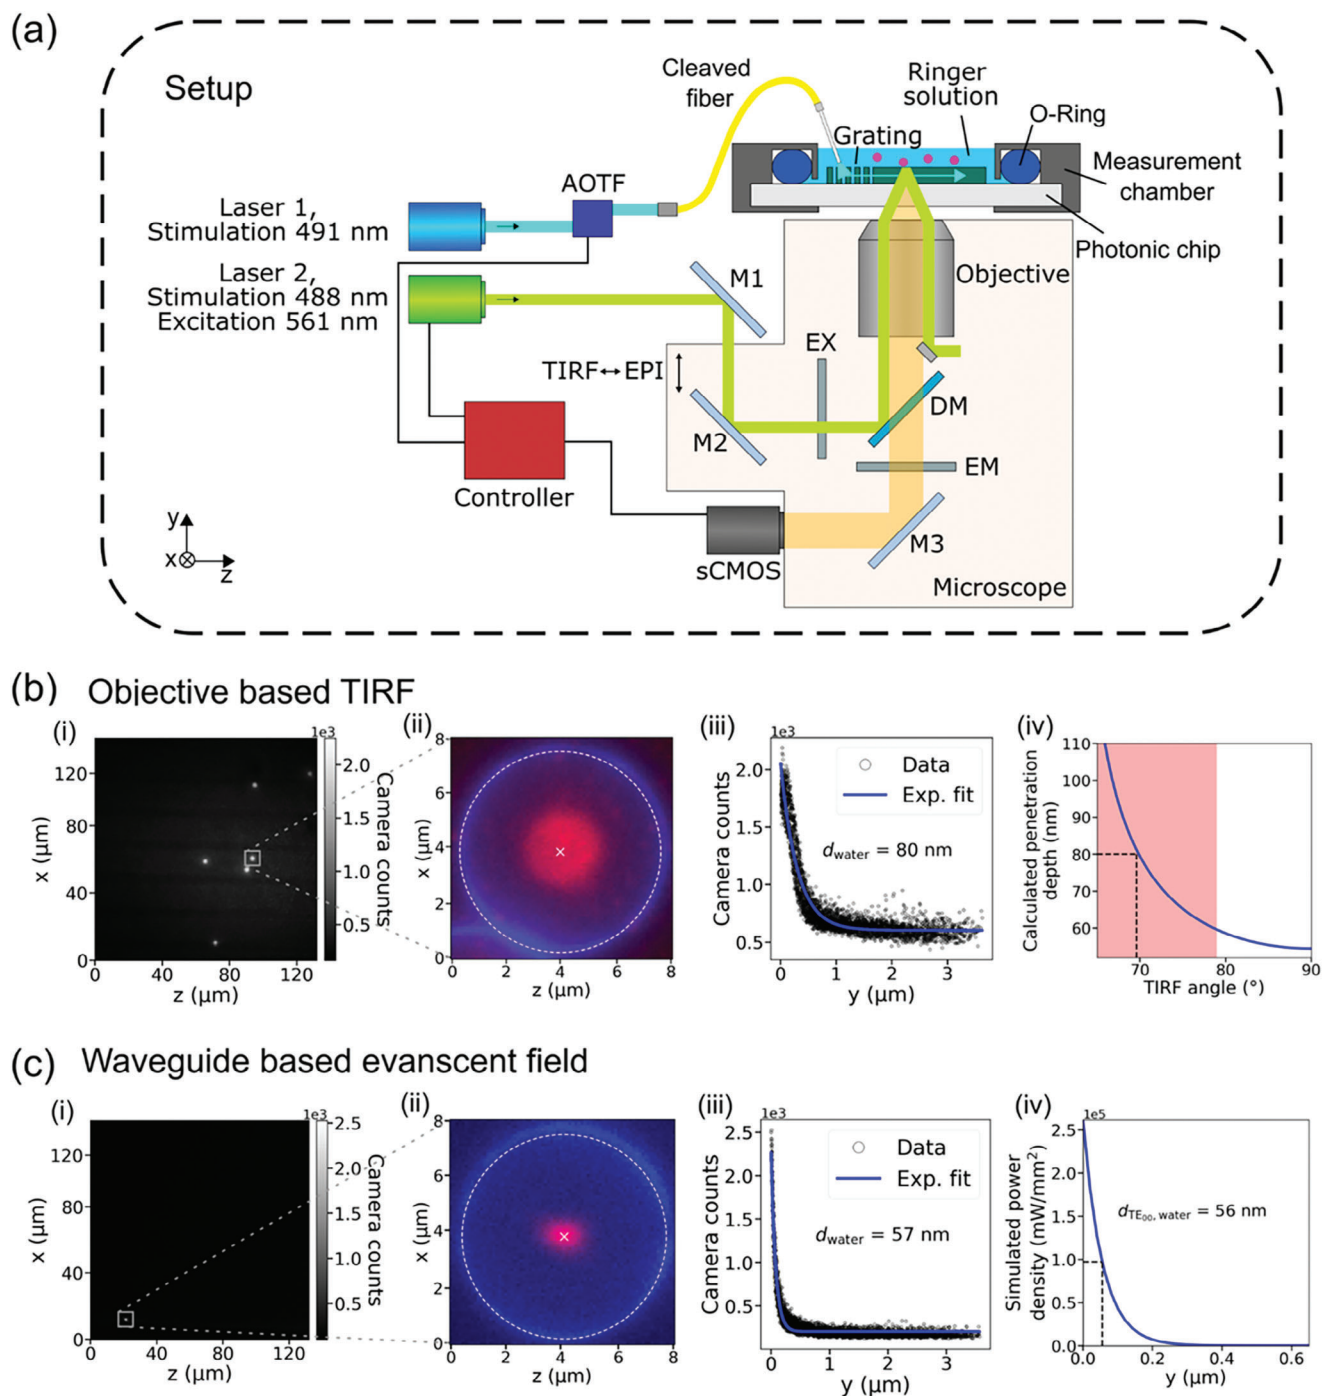 (a)
Setup
Cleaved
fiber
Ringer
solution
O-Ring
Grating
Measurement
chamber
AOTF
Laser 1,
Stimulation 491 nm
Photonic chip
Laser 2,
Stimulation 488 nm
Excitation 561 nm
M1
Objective
EX
TIRF↔EPI
DM
M2
EM
Controller
y
x
z
sCMOS
M3
Microscope
(b) Objective based TIRF
(i)
1e3
120
80
40
0
x (μm)
0 40 80 120
z (μm)
2.0
1.5
1.0
0.5
Camera counts
(ii)
8
6
4
2
0
x (μm)
0 2 4 6 8
z (μm)
(iii)
1e3
2.0
1.5
1.0
0.5
Camera counts
Data
Exp. fit
dwater = 80 nm
0 1 2 3
y (μm)
(iv)
110
100
90
80
70
60
Calculated penetration
depth (nm)
70 80 90
TIRF angle (°)
(c) Waveguide based evanscent field
(i)
1e3
120
80
40
0
x (μm)
0 40 80 120
z (μm)
2.5
2.0
1.5
1.0
0.5
Camera counts
(ii)
8
6
4
2
0
x (μm)
0 2 4 6 8
z (μm)
(iii)
1e3
2.5
2.0
1.5
1.0
0.5
Camera counts
Data
Exp. fit
dwater = 57 nm
0 1 2 3
y (μm)
(iv)
1e5
2.5
2.0
1.5
1.0
0.5
0.0
Simulated power
density (mW/mm²)
dTE₀₀, water = 56 nm
0.0 0.2 0.4 0.6
y (μm)